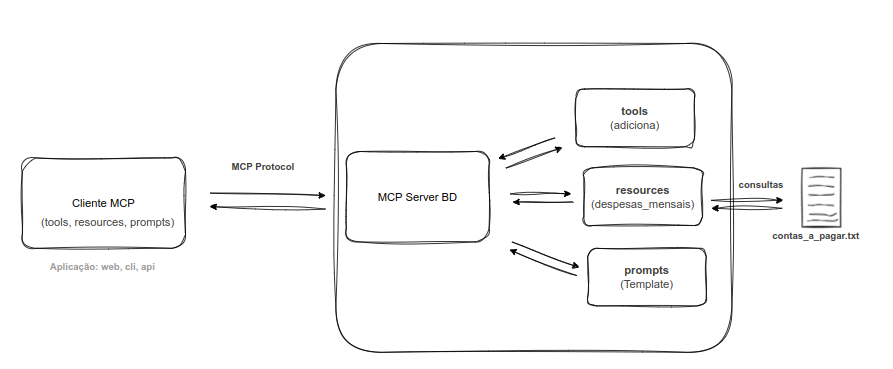 Cliente MCP
(tools, resources, prompts)
Aplicação: web, cli, api
MCP Protocol
MCP Server BD
tools
(adiciona)
resources
(despesas_mensais)
prompts
(Template)
consultas
contas_a_pagar.txt